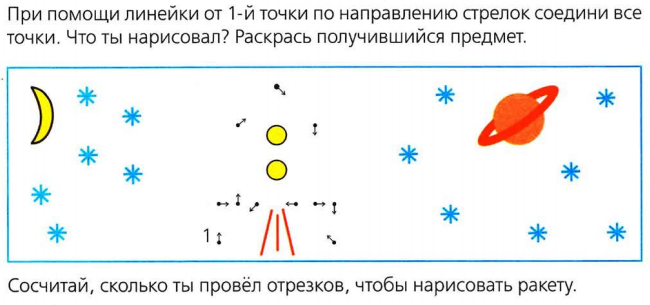 При помощи линейки от 1-й точки по направлению стрелок соедини все
точки. Что ты нарисовал? Раскрась получившийся предмет.
1
Сосчитай, сколько ты провёл отрезков, чтобы нарисовать ракету.